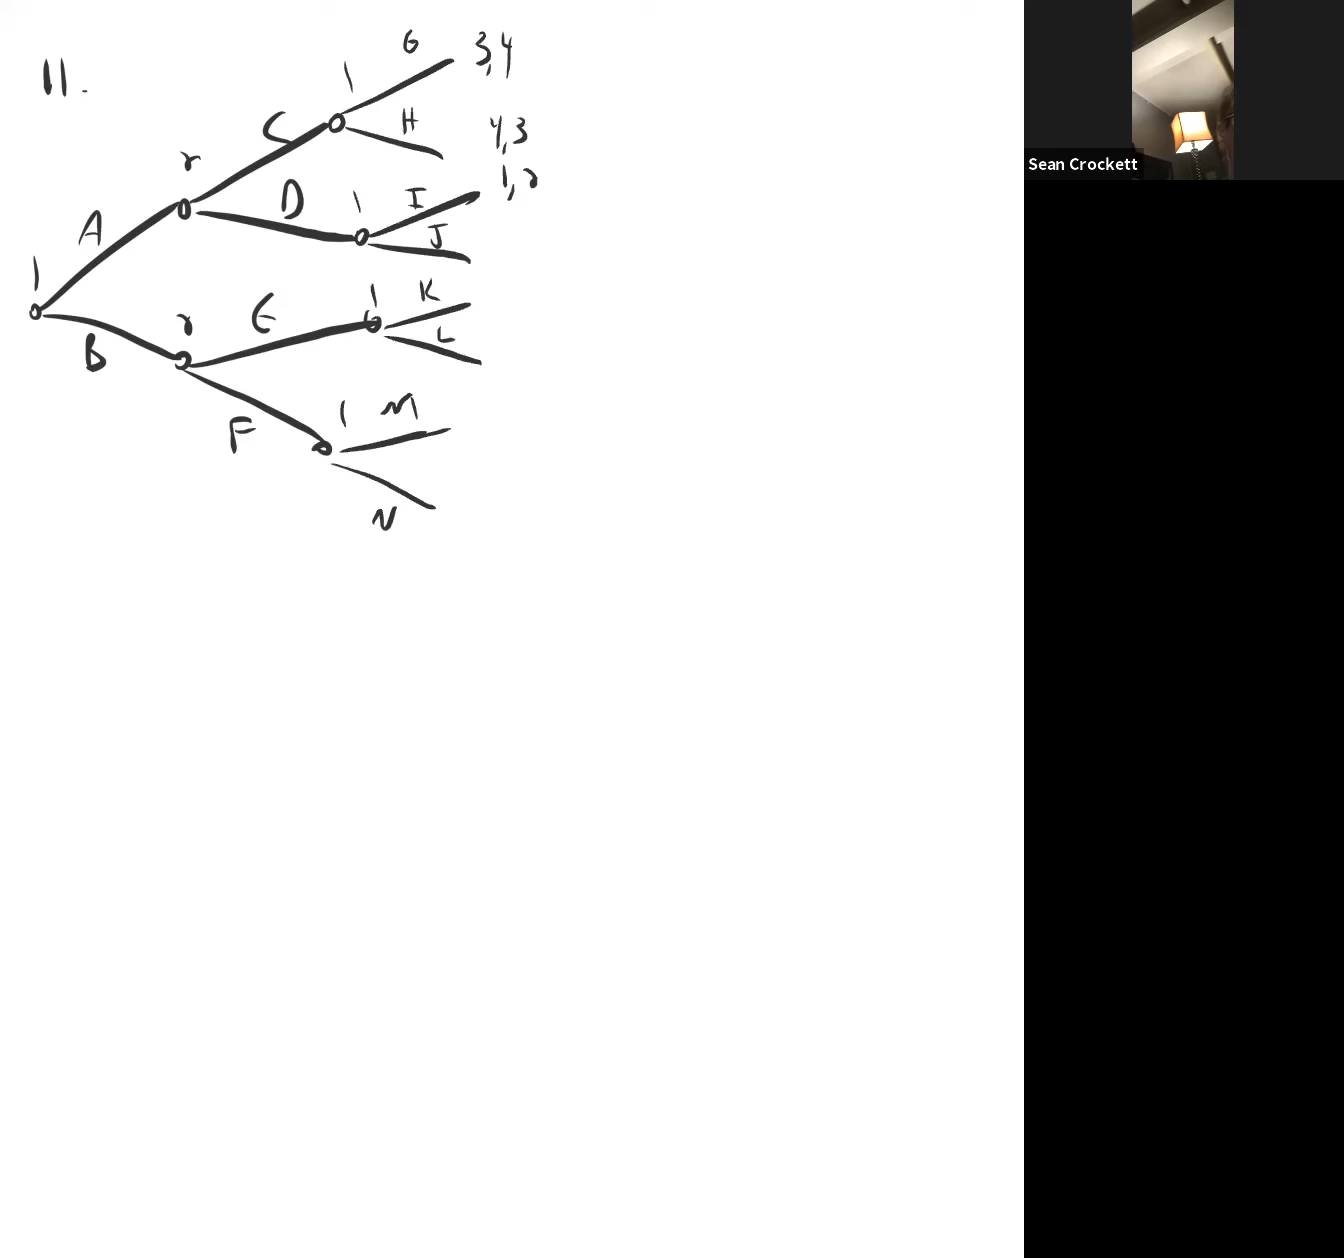 11.
G 3,4
1
C H 4,3
r
D 1 I 1,2
A J
1
1 K
r E L
B
1 M
F
N
Sean Crockett